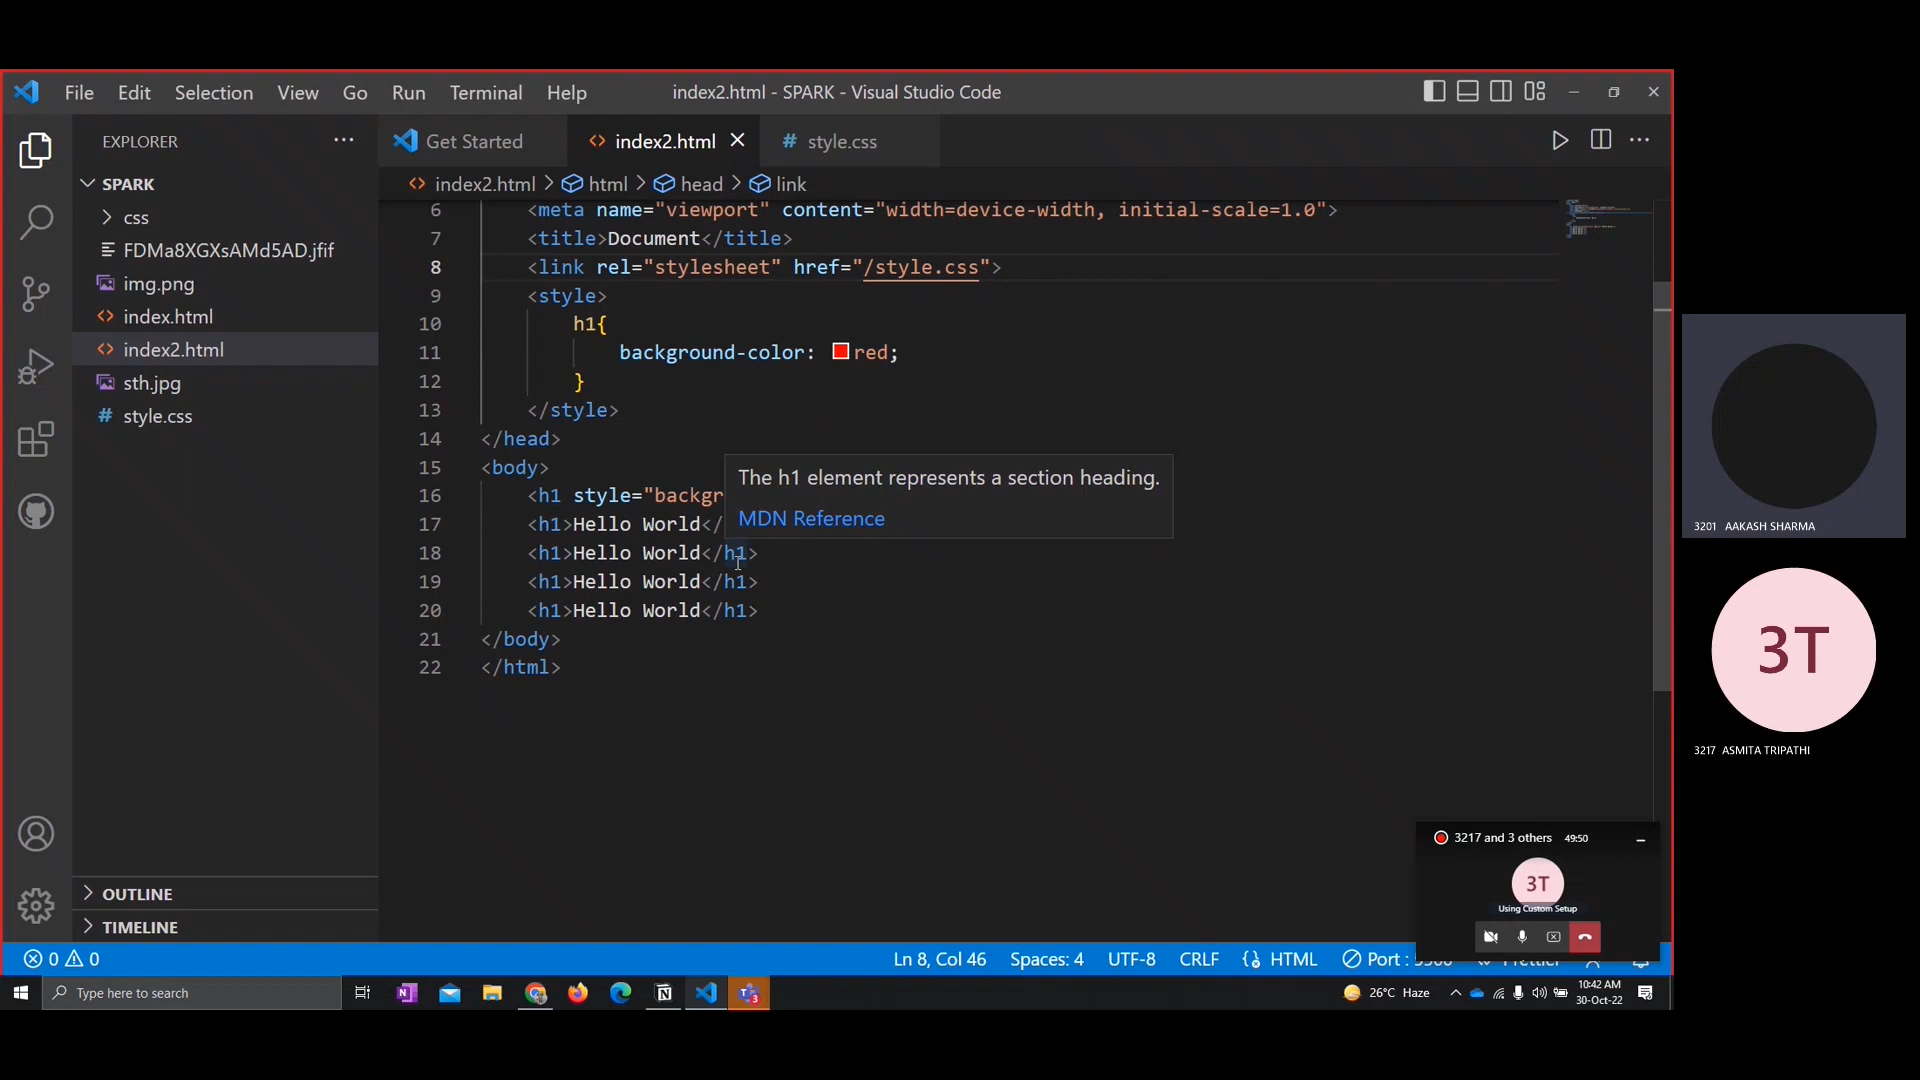 File Edit Selection View Go Run Terminal Help index2.html - SPARK - Visual Studio Code
EXPLORER
Get Started
index2.html
style.css
SPARK
index2.html html head link
css
FDMa8XGXsAMd5AD.jfif
img.png
index.html
index2.html
sth.jpg
style.css
6 <meta name="viewport" content="width=device-width, initial-scale=1.0">
7 <title>Document</title>
8 <link rel="stylesheet" href="/style.css">
9 <style>
10 h1{
11 background-color: red;
12 }
13 </style>
14 </head>
15 <body>
16 <h1 style="backgr
17 <h1>Hello World</
18 <h1>Hello World</h1>
19 <h1>Hello World</h1>
20 <h1>Hello World</h1>
21 </body>
22 </html>
The h1 element represents a section heading.
MDN Reference
OUTLINE
TIMELINE
0 0
Ln 8, Col 46 Spaces: 4 UTF-8 CRLF HTML Port :
3217 and 3 others 49:50
3T
Using Custom Setup
3201 AAKASH SHARMA
3T
3217 ASMITA TRIPATHI
Type here to search
26°C Haze
10:42 AM
30-Oct-22